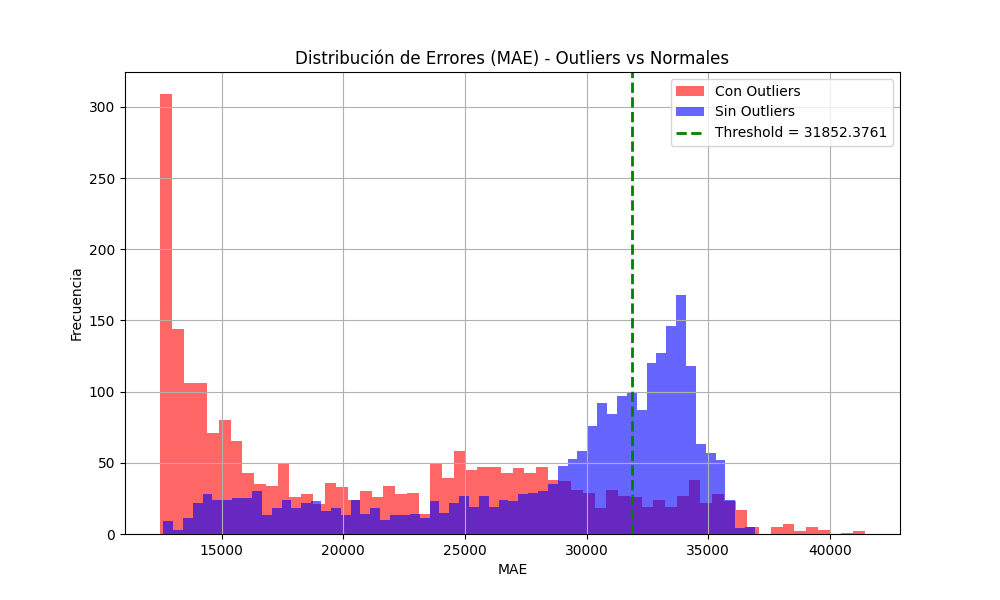 Distribución de Errores (MAE) - Outliers vs Normales
Con Outliers
Sin Outliers
Threshold = 31852.3761
Frecuencia
300
250
200
150
100
50
0
15000 20000 25000 30000 35000 40000
MAE